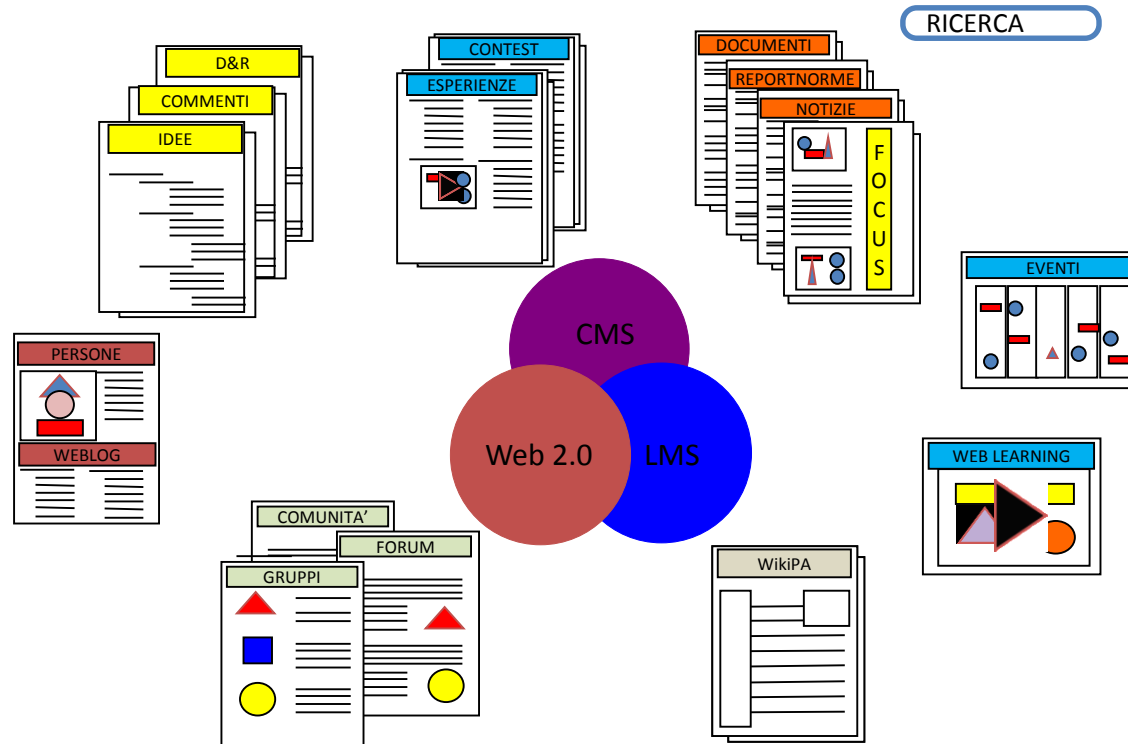 RICERCA
D&R
COMMENTI
IDEE
CONTEST
ESPERIENZE
DOCUMENTI
REPORTNORME
NOTIZIE
F
O
C
U
S
EVENTI
CMS
PERSONE
WEBLOG
Web 2.0
LMS
WEB LEARNING
COMUNITA’
FORUM
GRUPPI
WikiPA